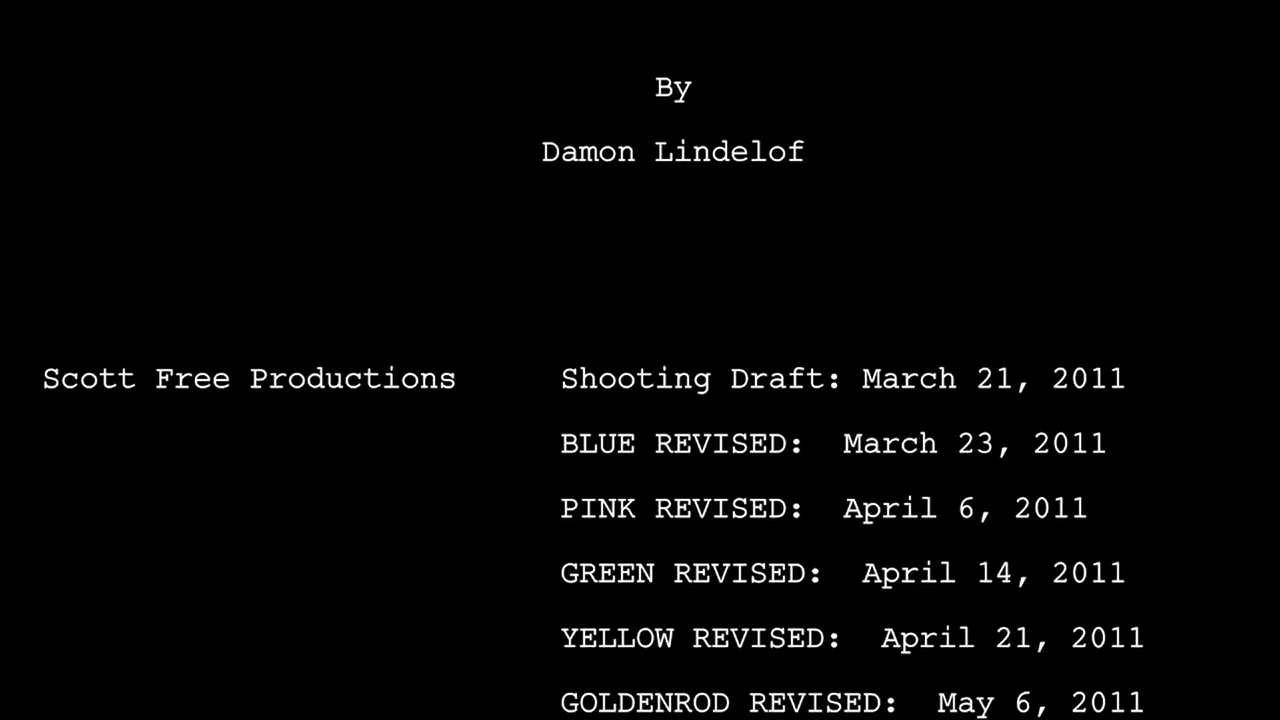 By
Damon Lindelof
Scott Free Productions Shooting Draft: March 21, 2011
BLUE REVISED: March 23, 2011
PINK REVISED: April 6, 2011
GREEN REVISED: April 14, 2011
YELLOW REVISED: April 21, 2011
GOLDENROD REVISED: May 6, 2011